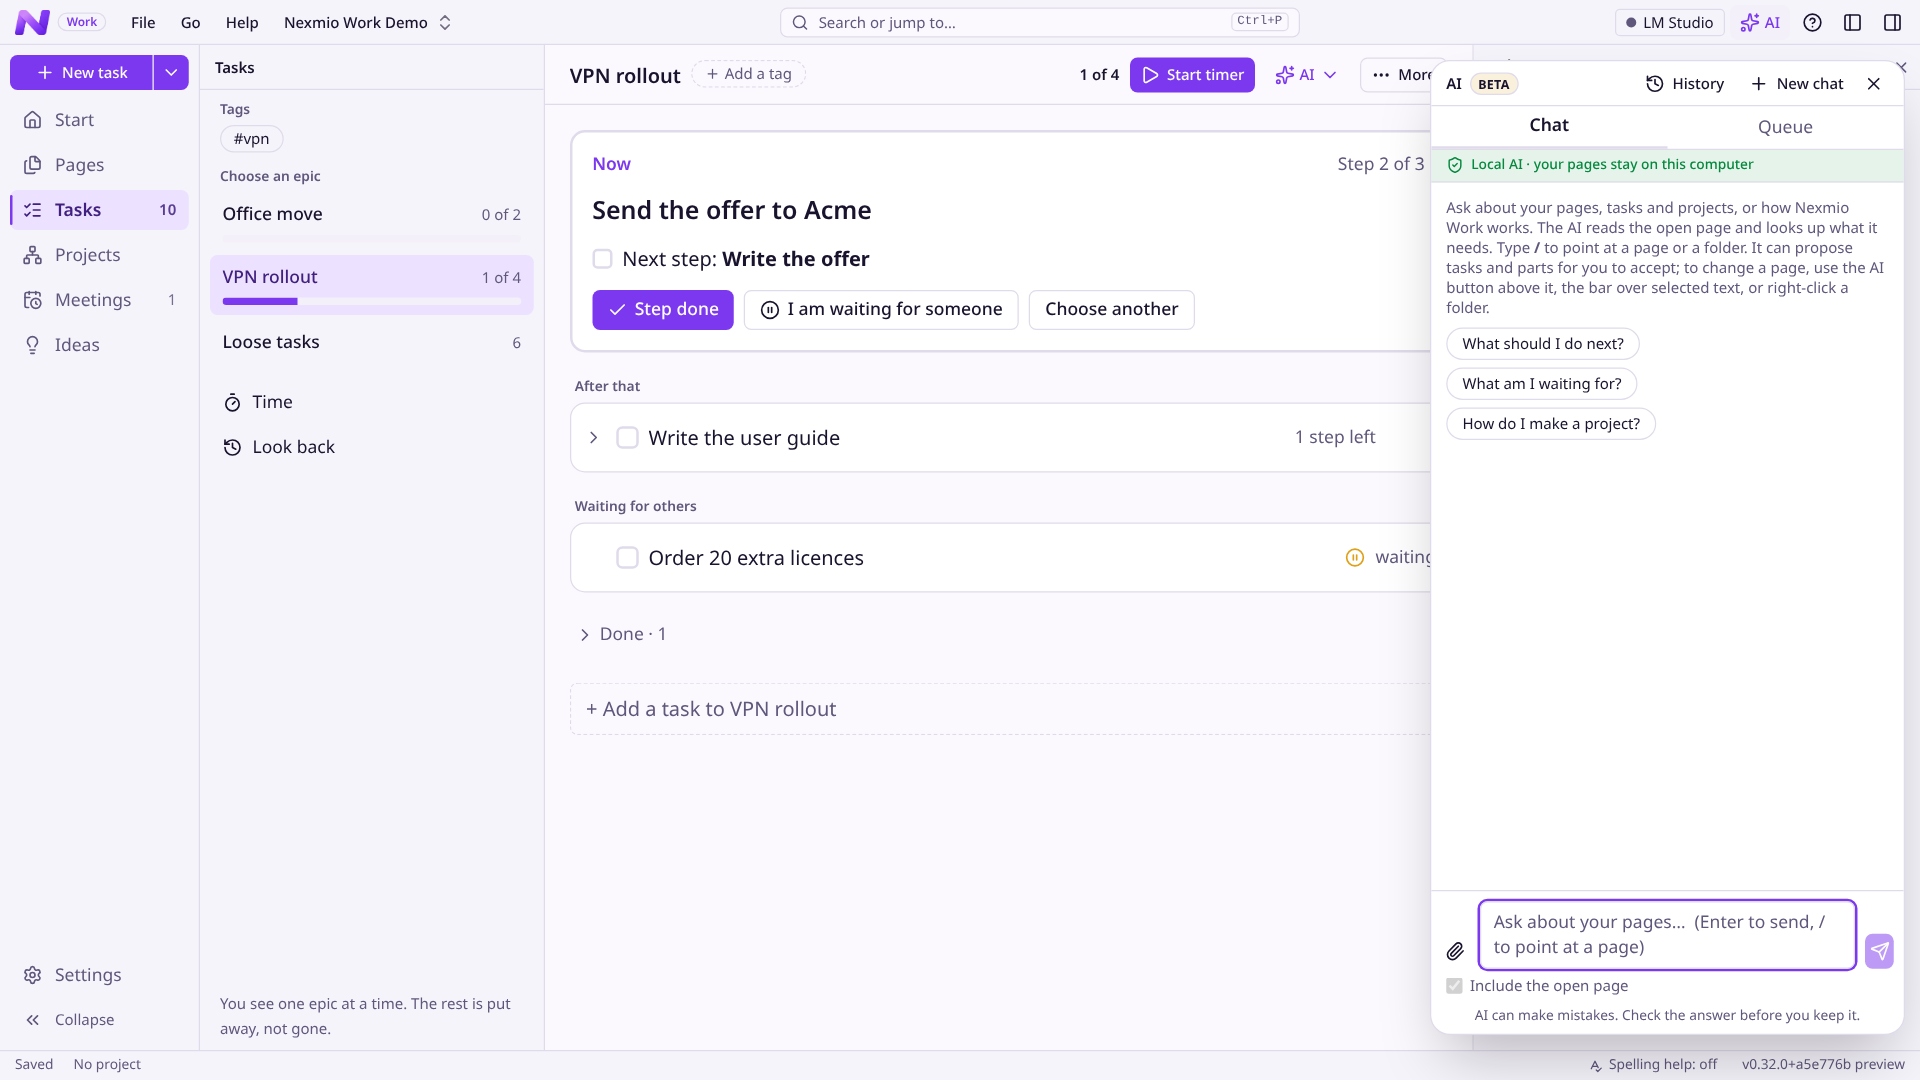 Work
File
Go
Help
Nexmio Work Demo
Search or jump to...
Ctrl+P
LM Studio
AI
New task
Start
Pages
Tasks
10
Projects
Meetings
1
Ideas
Settings
Collapse
Tasks
Tags
#vpn
Choose an epic
Office move
0 of 2
VPN rollout
1 of 4
Loose tasks
6
Time
Look back
You see one epic at a time. The rest is put
away, not gone.
VPN rollout
+ Add a tag
1 of 4
Start timer
AI
More
Now
Step 2 of 3
Send the offer to Acme
Next step: Write the offer
Step done
I am waiting for someone
Choose another
After that
Write the user guide
1 step left
Waiting for others
Order 20 extra licences
waiting
Done · 1
+ Add a task to VPN rollout
AI
BETA
History
New chat
Chat
Queue
Local AI · your pages stay on this computer
Ask about your pages, tasks and projects, or how Nexmio
Work works. The AI reads the open page and looks up what it
needs. Type / to point at a page or a folder. It can propose
tasks and parts for you to accept; to change a page, use the AI
button above it, the bar over selected text, or right-click a
folder.
What should I do next?
What am I waiting for?
How do I make a project?
Ask about your pages... (Enter to send, /
to point at a page)
Include the open page
AI can make mistakes. Check the answer before you keep it.
Saved
No project
Spelling help: off
v0.32.0+a5e776b preview